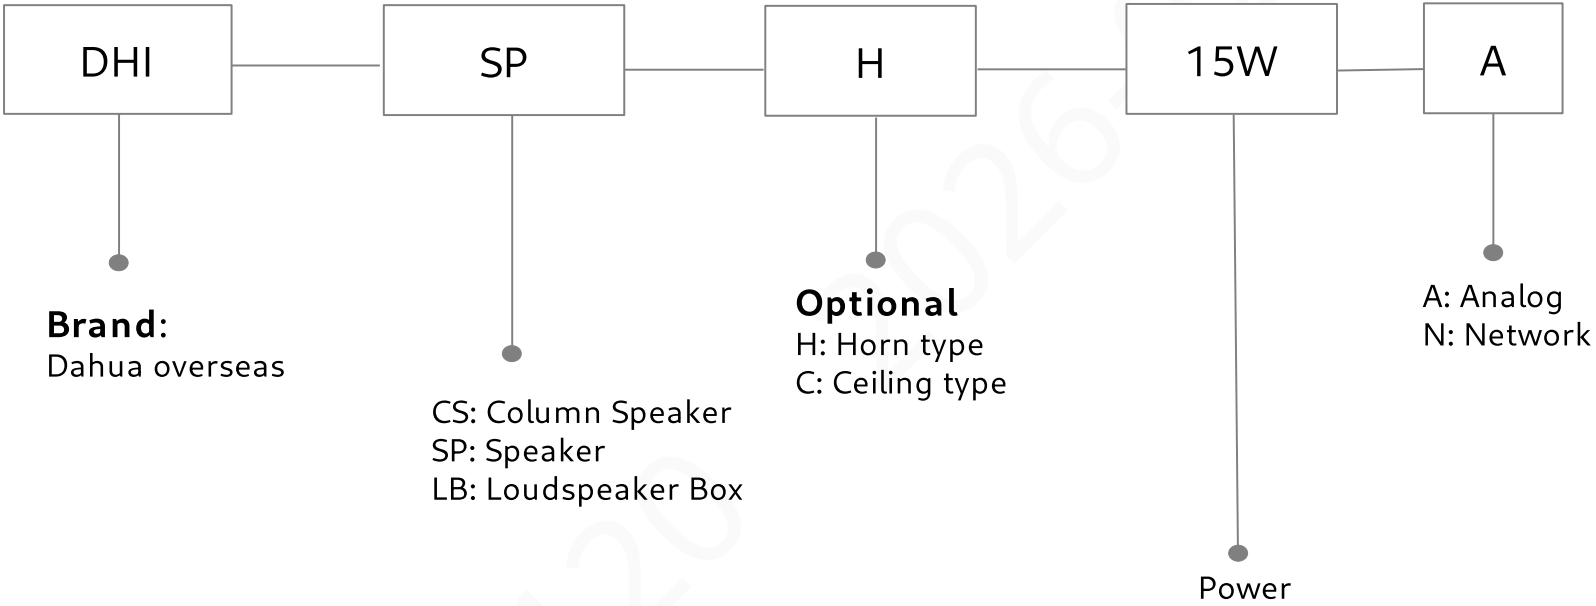 DHI
SP
H
15W
A
Brand:
Dahua overseas
CS: Column Speaker
SP: Speaker
LB: Loudspeaker Box
Optional
H: Horn type
C: Ceiling type
Power
A: Analog
N: Network